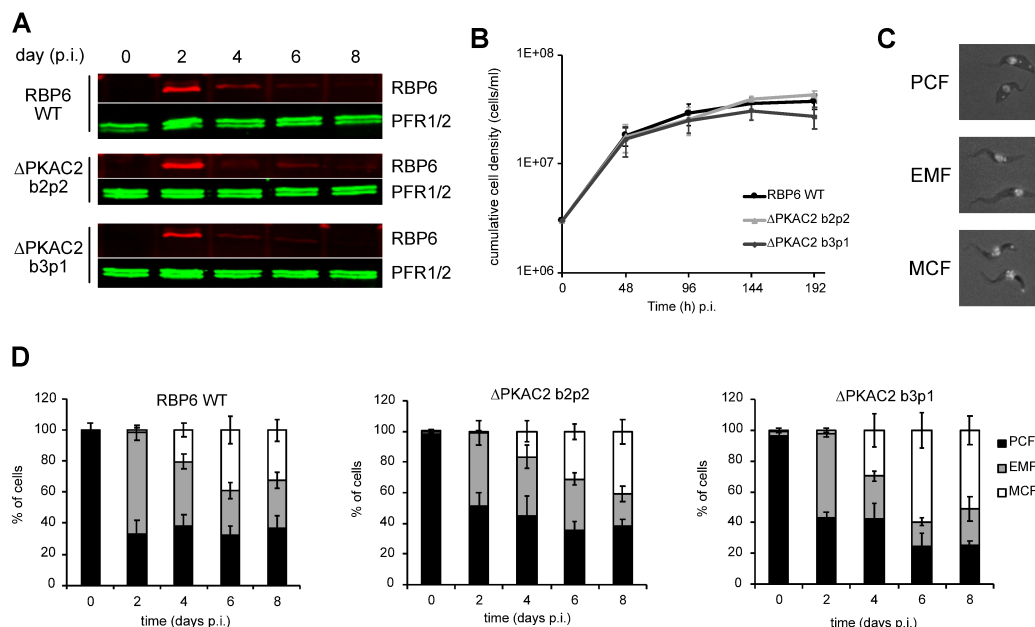 A
day (p.i.) 0 2 4 6 8
RBP6
WT
RBP6
PFR1/2
ΔPKAC2
b2p2
RBP6
PFR1/2
ΔPKAC2
b3p1
RBP6
PFR1/2
B
cumulative cell density (cells/ml)
1E+08
1E+07
1E+06
RBP6 WT
ΔPKAC2 b2p2
ΔPKAC2 b3p1
0 48 96 144 192
Time (h) p.i.
C
PCF
EMF
MCF
D
RBP6 WT
% of cells
120
100
80
60
40
20
0
0 2 4 6 8
time (days p.i.)
ΔPKAC2 b2p2
% of cells
120
100
80
60
40
20
0
0 2 4 6 8
time (days p.i.)
ΔPKAC2 b3p1
% of cells
120
100
80
60
40
20
0
0 2 4 6 8
time (days p.i.)
PCF
EMF
MCF